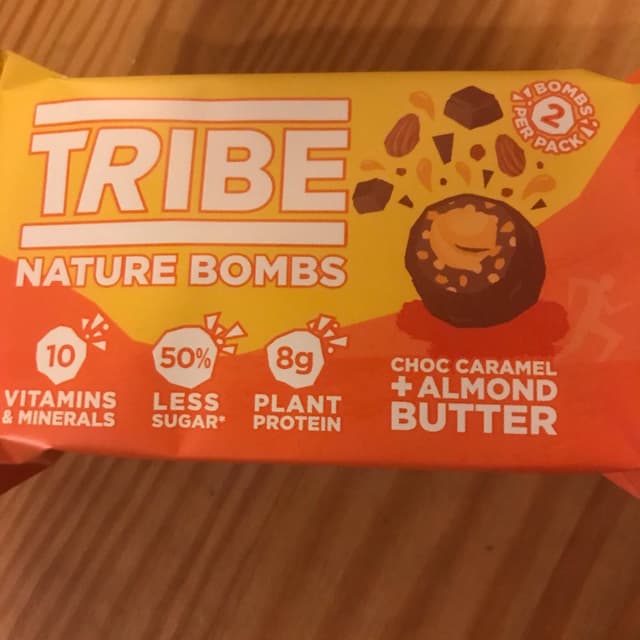 TRIBE
NATURE BOMBS
BOMBS
2
PER PACK
10
VITAMINS
& MINERALS
50%
LESS
SUGAR*
8g
PLANT
PROTEIN
CHOC CARAMEL
+ ALMOND
BUTTER